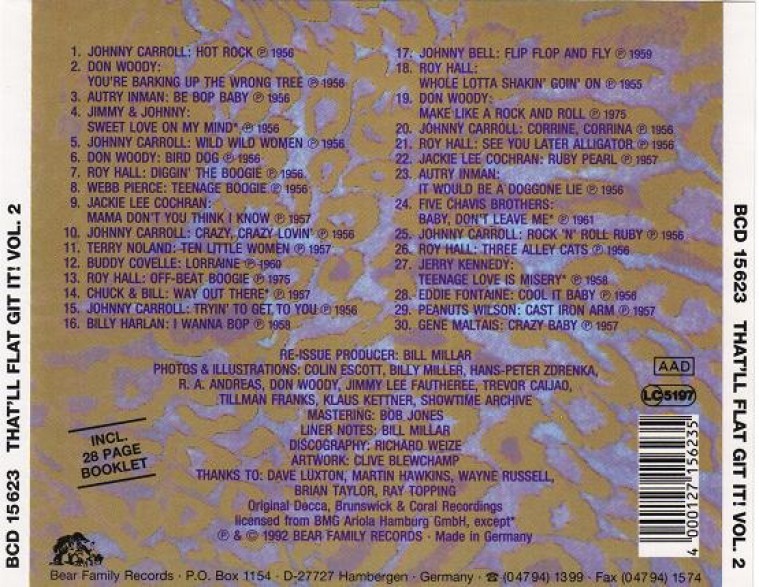 1. JOHNNY CARROLL: HOT ROCK ℗ 1956
2. DON WOODY:
YOU'RE BARKING UP THE WRONG TREE ℗ 1956
3. AUTRY INMAN: BE BOP BABY ℗ 1956
4. JIMMY & JOHNNY:
SWEET LOVE ON MY MIND* ℗ 1956
5. JOHNNY CARROLL: WILD WILD WOMEN ℗ 1956
6. DON WOODY: BIRD DOG ℗ 1956
7. ROY HALL: DIGGIN' THE BOOGIE ℗ 1956
8. WEBB PIERCE: TEENAGE BOOGIE ℗ 1956
9. JACKIE LEE COCHRAN:
MAMA DON'T YOU THINK I KNOW ℗ 1957
10. JOHNNY CARROLL: CRAZY, CRAZY LOVIN' ℗ 1956
11. TERRY NOLAND: TEN LITTLE WOMEN ℗ 1957
12. BUDDY COVELLE: LORRAINE ℗ 1960
13. ROY HALL: OFF-BEAT BOOGIE ℗ 1975
14. CHUCK & BILL: WAY OUT THERE* ℗ 1957
15. JOHNNY CARROLL: TRYIN' TO GET TO YOU ℗ 1956
16. BILLY HARLAN: I WANNA BOP ℗ 1958
17. JOHNNY BELL: FLIP FLOP AND FLY ℗ 1959
18. ROY HALL:
WHOLE LOTTA SHAKIN' GOIN' ON ℗ 1955
19. DON WOODY:
MAKE LIKE A ROCK AND ROLL ℗ 1975
20. JOHNNY CARROLL: CORRINE, CORRINA ℗ 1956
21. ROY HALL: SEE YOU LATER ALLIGATOR ℗ 1956
22. JACKIE LEE COCHRAN: RUBY PEARL ℗ 1957
23. AUTRY INMAN:
IT WOULD BE A DOGGONE LIE ℗ 1956
24. FIVE CHAVIS BROTHERS:
BABY, DON'T LEAVE ME* ℗ 1961
25. JOHNNY CARROLL: ROCK 'N' ROLL RUBY ℗ 1956
26. ROY HALL: THREE ALLEY CATS ℗ 1956
27. JERRY KENNEDY:
TEENAGE LOVE IS MISERY* ℗ 1958
28. EDDIE FONTAINE: COOL IT BABY ℗ 1956
29. PEANUTS WILSON: CAST IRON ARM ℗ 1957
30. GENE MALTAIS: CRAZY BABY ℗ 1957
RE-ISSUE PRODUCER: BILL MILLAR
PHOTOS & ILLUSTRATIONS: COLIN ESCOTT, BILLY MILLER, HANS-PETER ZDRENKA,
R. A. ANDREAS, DON WOODY, JIMMY LEE FAUTHEREE, TREVOR CAIJAO,
TILLMAN FRANKS, KLAUS KETTNER, SHOWTIME ARCHIVE
MASTERING: BOB JONES
LINER NOTES: BILL MILLAR
DISCOGRAPHY: RICHARD WEIZE
ARTWORK: CLIVE BLEWCHAMP
THANKS TO: DAVE LUXTON, MARTIN HAWKINS, WAYNE RUSSELL,
BRIAN TAYLOR, RAY TOPPING
Original Decca, Brunswick & Coral Recordings
licensed from BMG Ariola Hamburg GmbH, except*
℗ & © 1992 BEAR FAMILY RECORDS · Made in Germany
INCL.
28 PAGE
BOOKLET
AAD
LC 5197
4 000127 156235
Bear Family Records · P.O. Box 1154 · D-27727 Hambergen · Germany · ☎ (04794) 1399 · Fax (04794) 1574
BCD 15623 THAT'LL FLAT GIT IT! VOL. 2
BCD 15623 THAT'LL FLAT GIT IT! VOL. 2